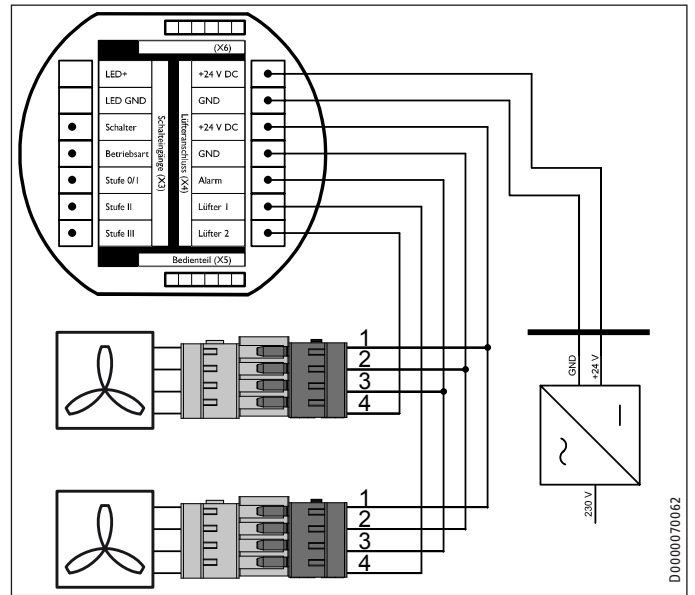 (X6)
LED+
+24 V DC
LED GND
GND
Schalter
+24 V DC
Betriebsart
GND
Stufe 0/I
Alarm
Stufe II
Lüfter 1
Stufe III
Lüfter 2
Schalteingänge (X3)
Lüfteranschluss (X4)
Bedienteil (X5)
1
2
3
4
1
2
3
4
GND
+24 V
230 V
D0000070062